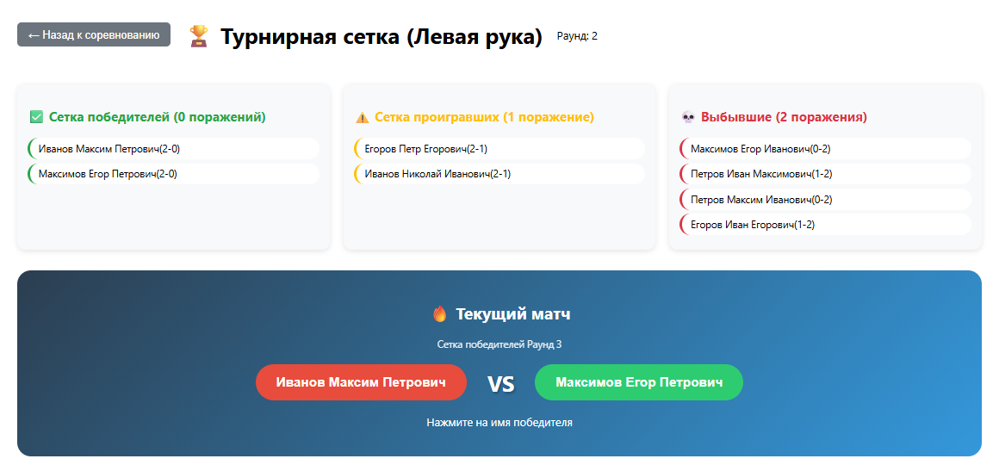 ← Назад к соревнованию
🏆 Турнирная сетка (Левая рука)
Раунд: 2
✅ Сетка победителей (0 поражений)
Иванов Максим Петрович(2-0)
Максимов Егор Петрович(2-0)
⚠️ Сетка проигравших (1 поражение)
Егоров Петр Егорович(2-1)
Иванов Николай Иванович(2-1)
💀 Выбывшие (2 поражения)
Максимов Егор Иванович(0-2)
Петров Иван Максимович(1-2)
Петров Максим Иванович(0-2)
Егоров Иван Егорович(1-2)
🔥 Текущий матч
Сетка победителей Раунд 3
Иванов Максим Петрович
VS
Максимов Егор Петрович
Нажмите на имя победителя